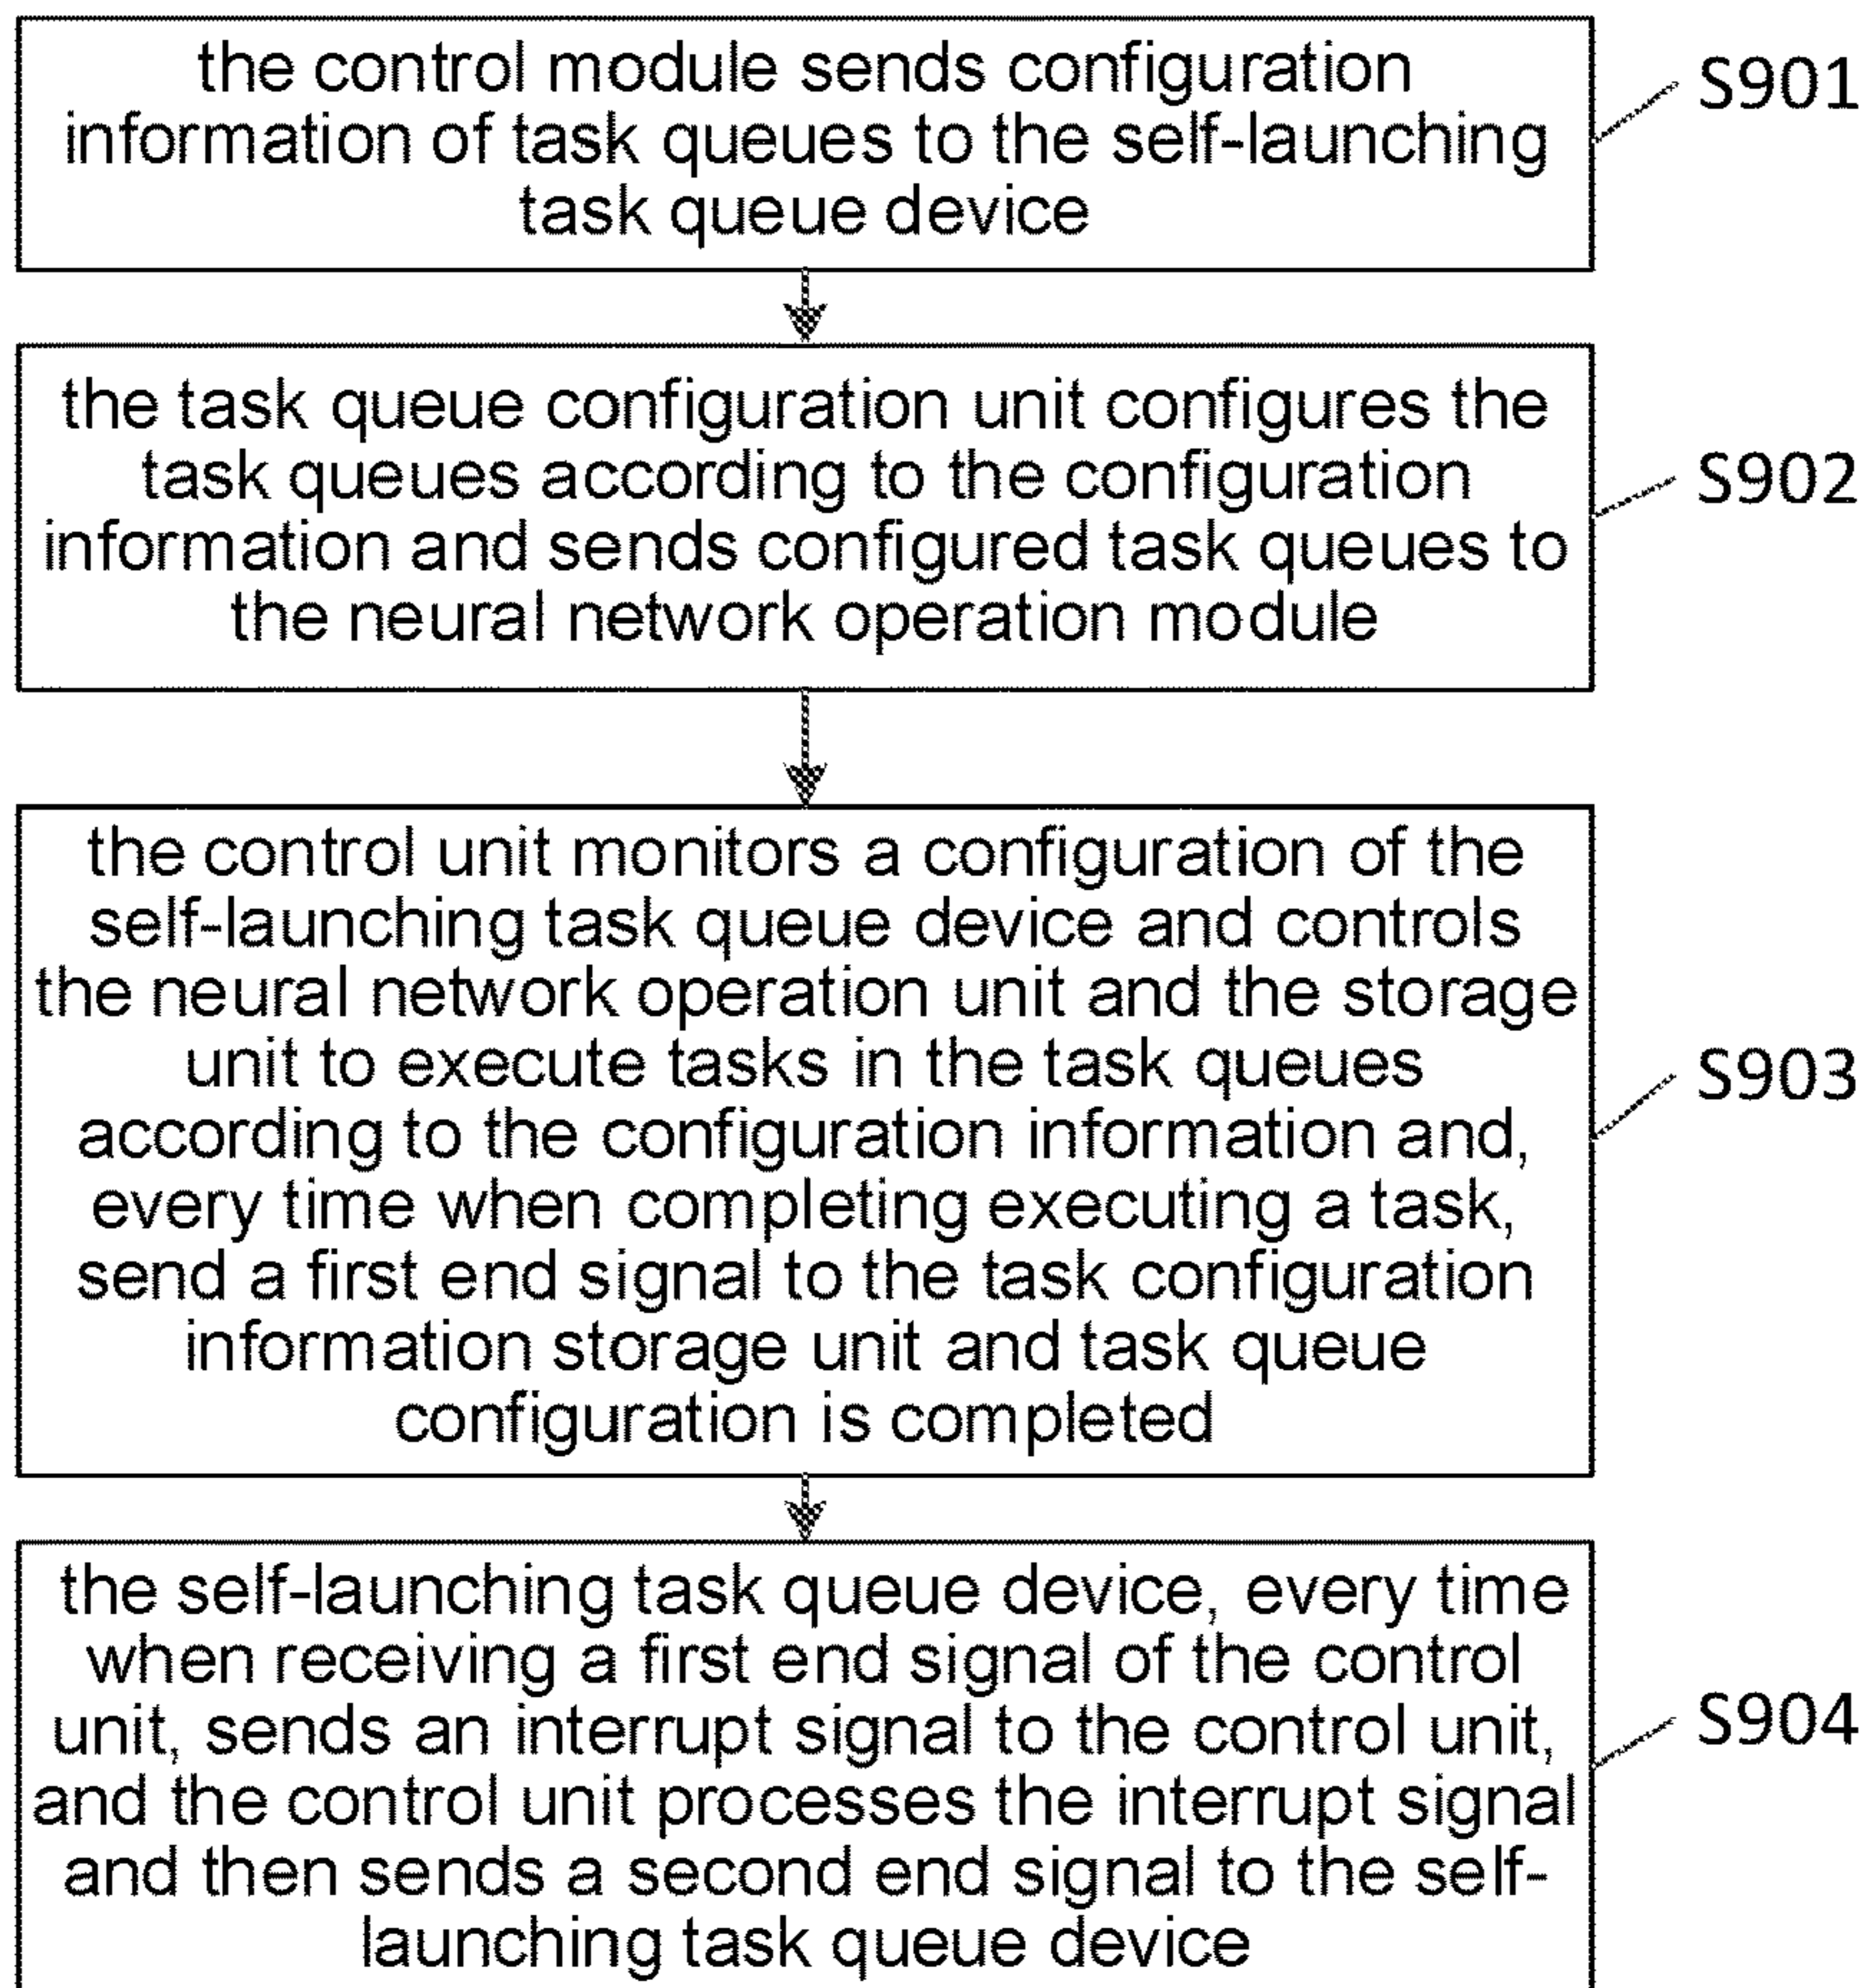 the control module sends configuration
information of task queues to the self-launching
task queue device
S901
the task queue configuration unit configures the
task queues according to the configuration
information and sends configured task queues to
the neural network operation module
S902
the control unit monitors a configuration of the
self-launching task queue device and controls
the neural network operation unit and the storage
unit to execute tasks in the task queues
according to the configuration information and,
every time when completing executing a task,
send a first end signal to the task configuration
information storage unit and task queue
configuration is completed
S903
the self-launching task queue device, every time
when receiving a first end signal of the control
unit, sends an interrupt signal to the control unit,
and the control unit processes the interrupt signal
and then sends a second end signal to the self-
launching task queue device
S904